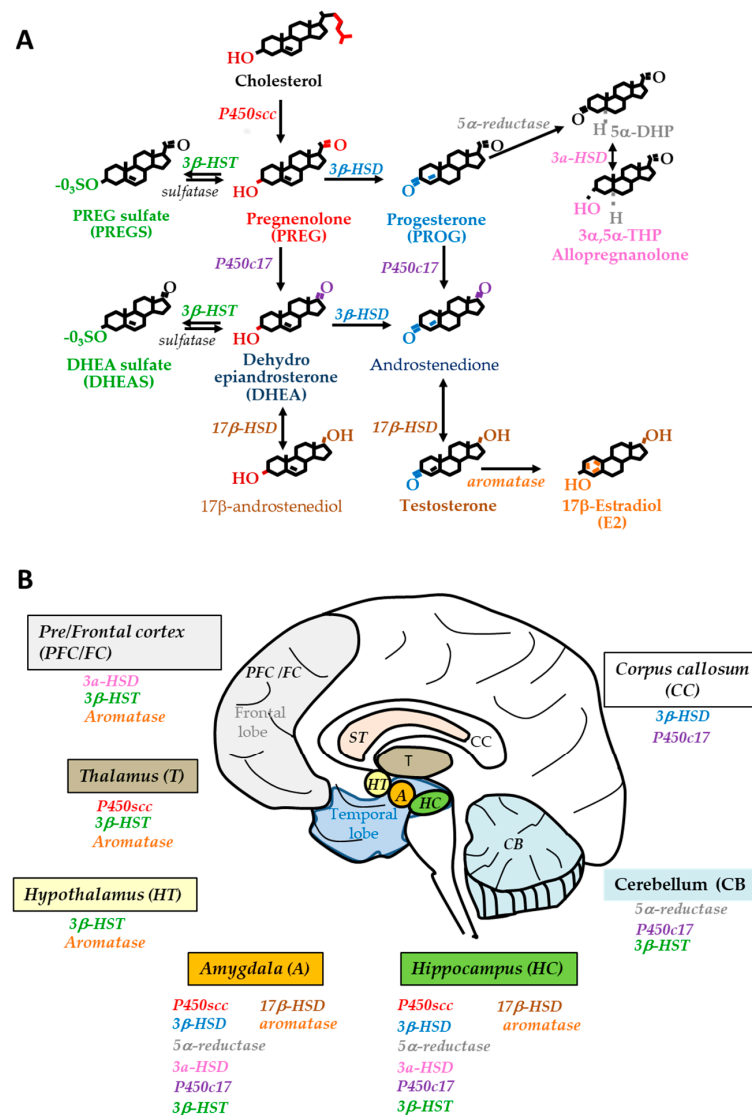 A
HO
Cholesterol
P450scc
O
3β-HST
sulfatase
-0₃SO
PREG sulfate
(PREGS)
O
HO
Pregnenolone
(PREG)
3β-HSD
O
O
Progesterone
(PROG)
5α-reductase
O
O
H
5α-DHP
3a-HSD
O
HO
H
3α,5α-THP
Allopregnanolone
P450c17
P450c17
O
3β-HST
sulfatase
-0₃SO
DHEA sulfate
(DHEAS)
O
HO
Dehydro
epiandrosterone
(DHEA)
3β-HSD
O
O
Androstenedione
17β-HSD
17β-HSD
OH
HO
17β-androstenediol
OH
O
Testosterone
aromatase
OH
HO
17β-Estradiol
(E2)
B
Pre/Frontal cortex
(PFC/FC)
3a-HSD
3β-HST
Aromatase
Thalamus (T)
P450scc
3β-HST
Aromatase
Hypothalamus (HT)
3β-HST
Aromatase
PFC /FC
Frontal
lobe
ST
CC
T
HT
A
HC
Temporal
lobe
CB
Corpus callosum
(CC)
3β-HSD
P450c17
Cerebellum (CB
5α-reductase
P450c17
3β-HST
Amygdala (A)
P450scc 17β-HSD
3β-HSD aromatase
5α-reductase
3a-HSD
P450c17
3β-HST
Hippocampus (HC)
P450scc 17β-HSD
3β-HSD aromatase
5α-reductase
3a-HSD
P450c17
3β-HST